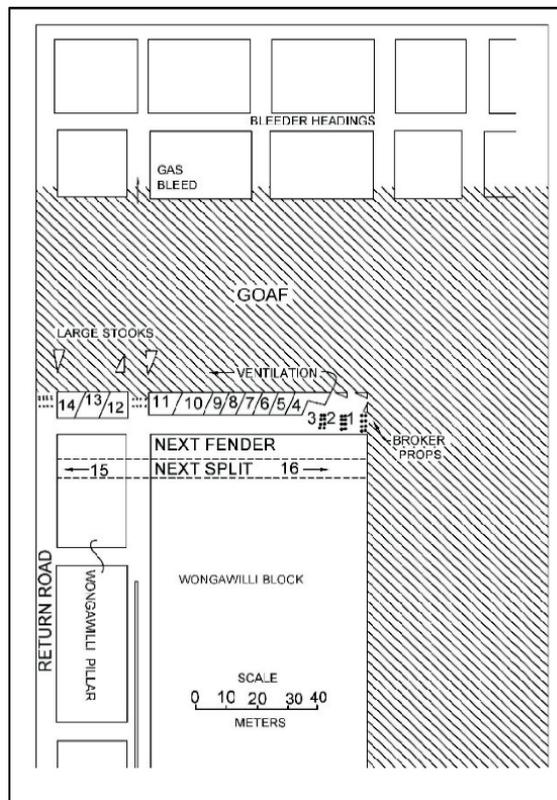 BLEEDER HEADINGS
GAS
BLEED
GOAF
LARGE STOOKS
VENTILATION
14 13 12 11 10 9 8 7 6 5 4
3 2 1
BROKER
PROPS
NEXT FENDER
15 NEXT SPLIT 16
RETURN ROAD
WONGAWILLI PILLAR
WONGAWILLI BLOCK
SCALE
0 10 20 30 40
METERS